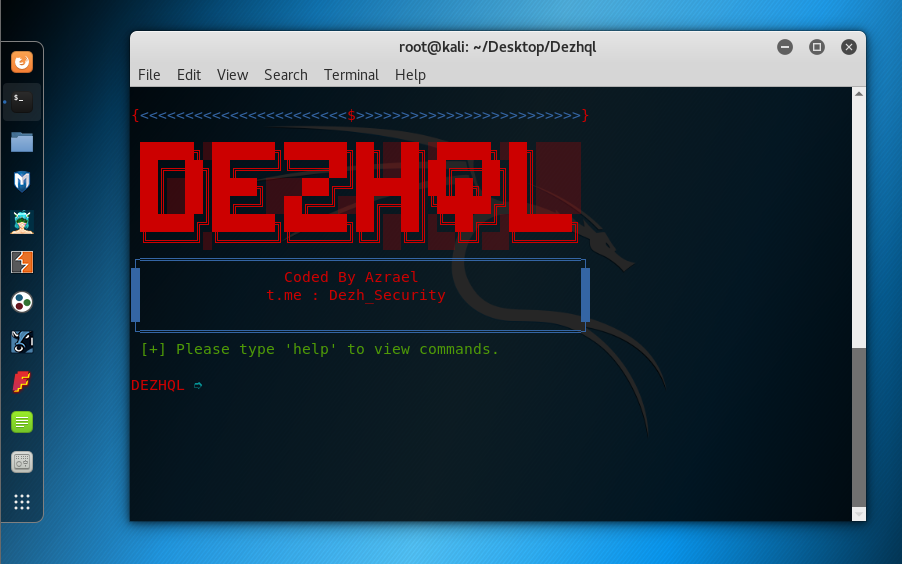 root@kali: ~/Desktop/Dezhql
File Edit View Search Terminal Help
{<<<<<<<<<<<<<<<<<<<<<<<$>>>>>>>>>>>>>>>>>>>>>>>>>}
DEZHQL
Coded By Azrael
t.me : Dezh_Security
[+] Please type 'help' to view commands.
DEZHQL ➮